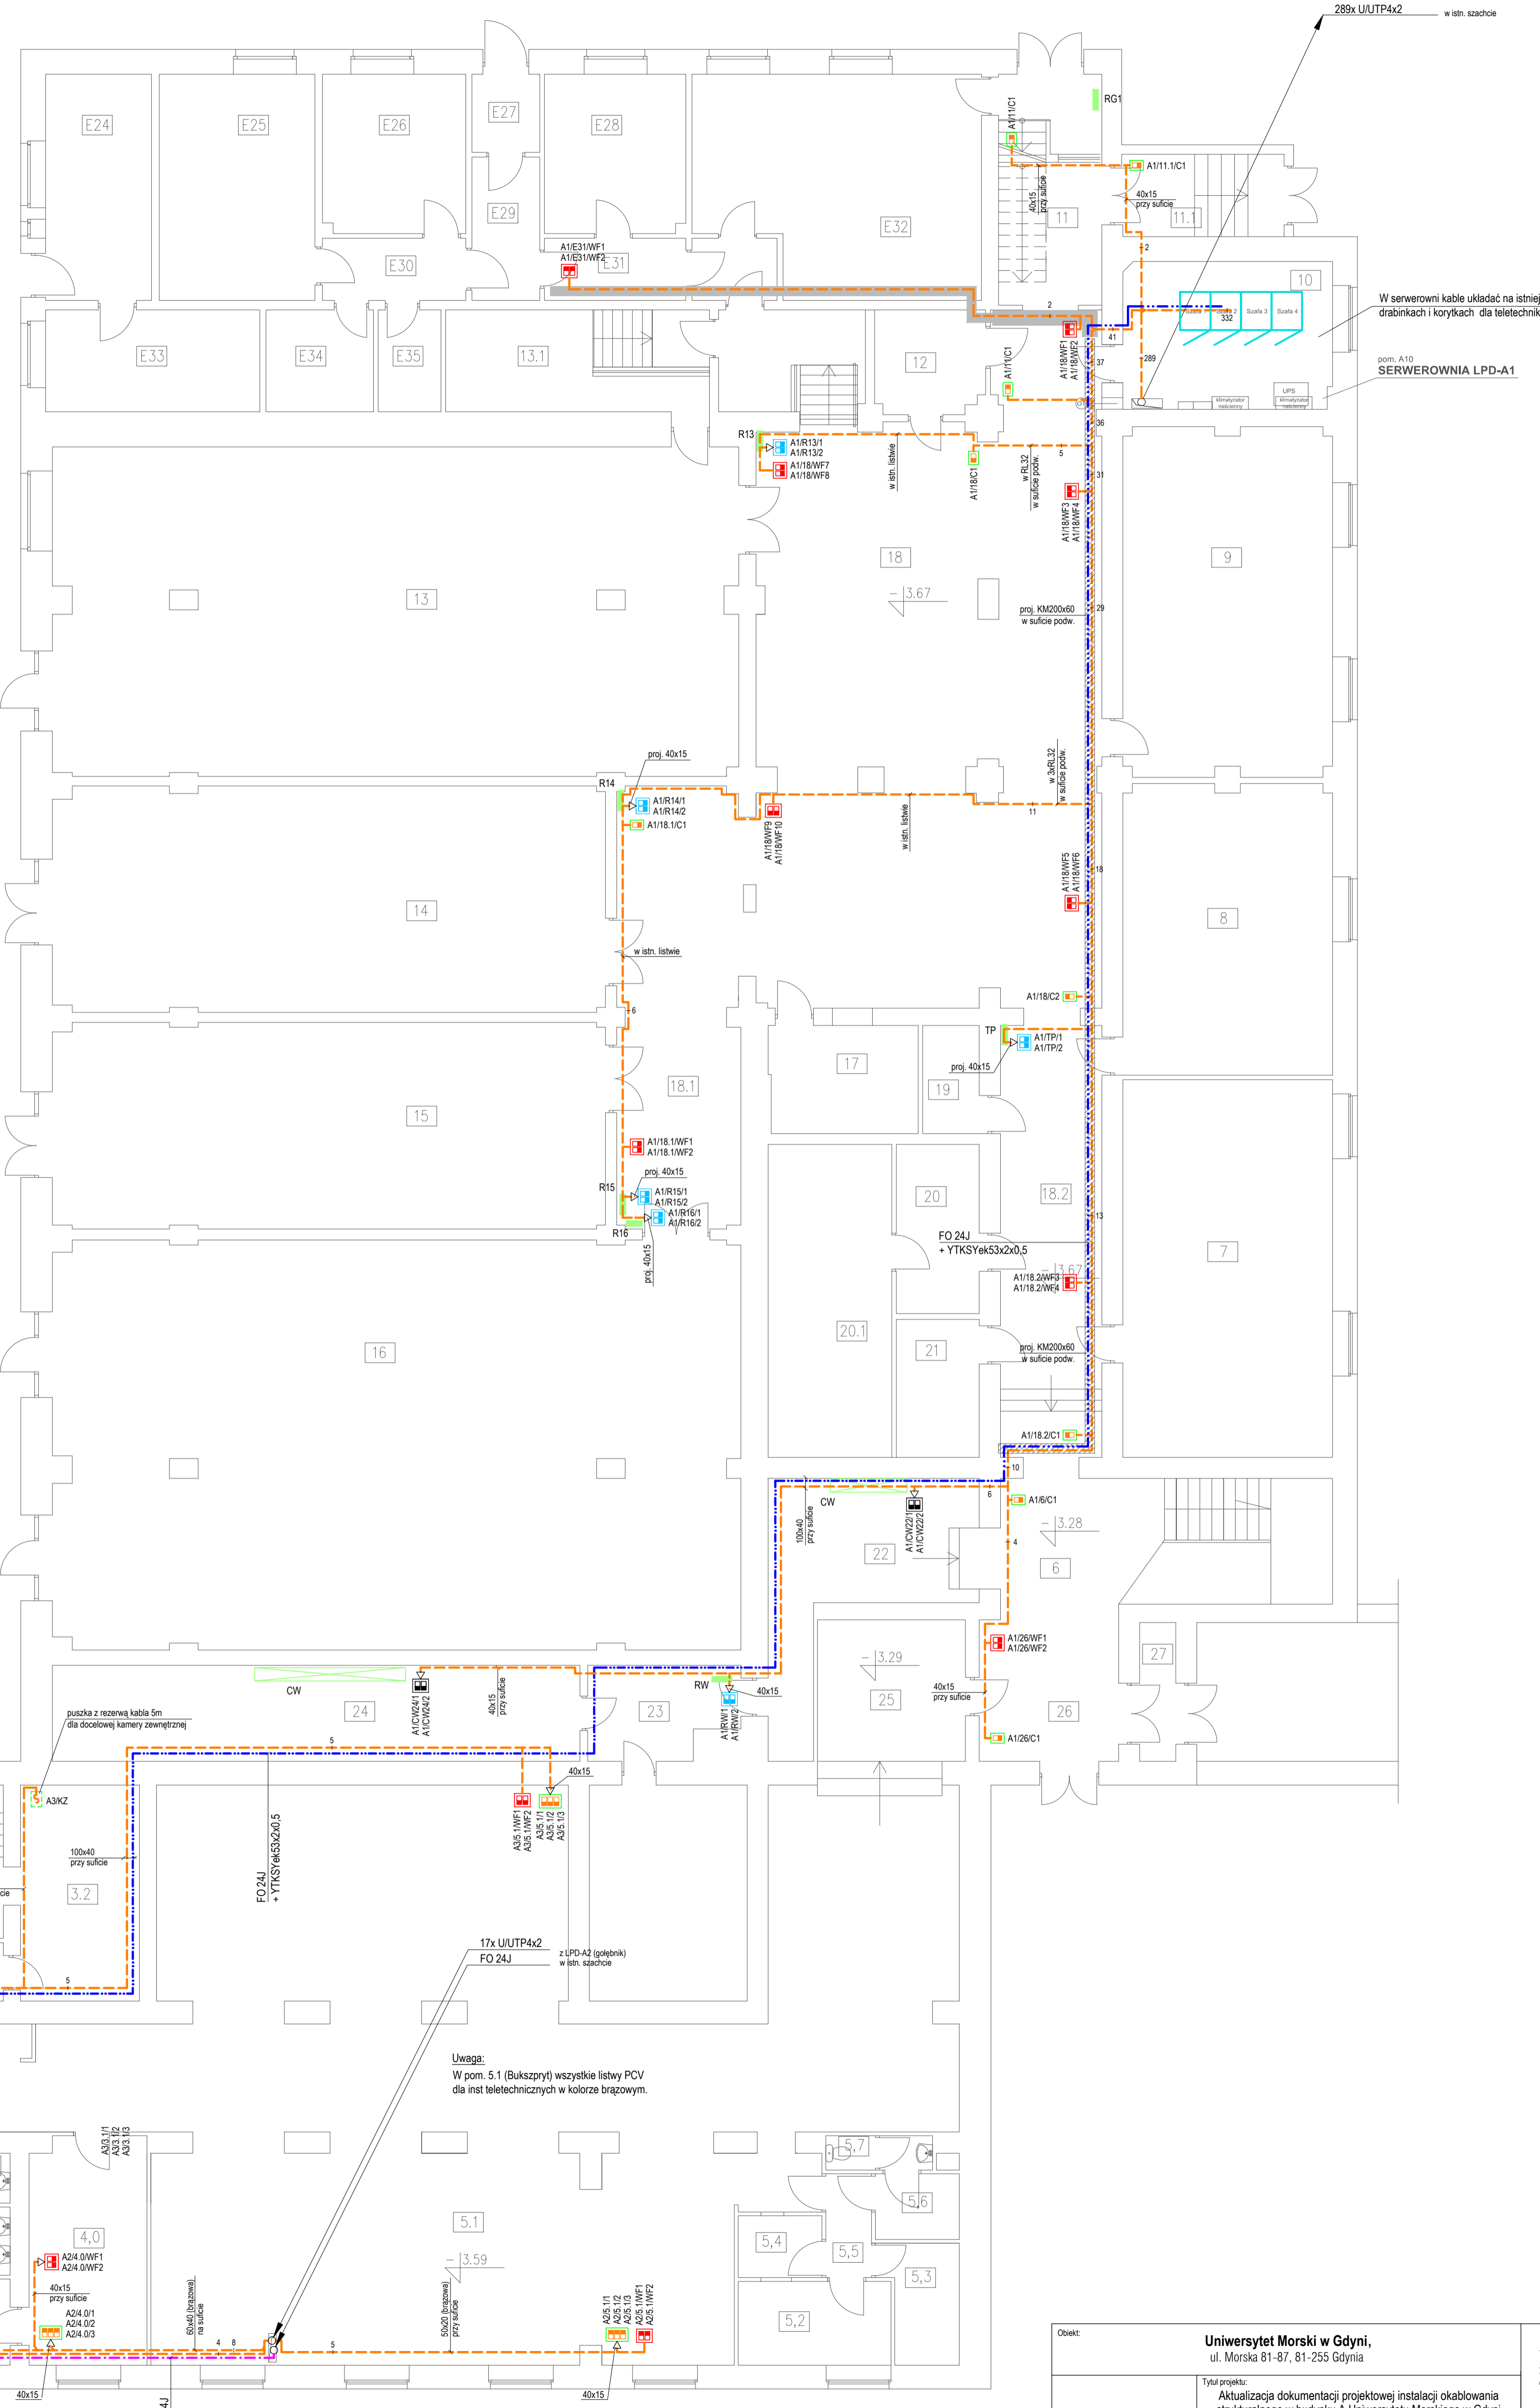 289x U/UTP4x2
w istn. szachcie
RG1
E24
E25
E26
E27
E28
A1/11/C1
A1/11.1/C1
40x15
przy suficie
40x15
przy suficie
11
11.1
E29
E32
E30
A1/E31/WF1
A1/E31/WF2
E31
2
10
2
Szafa 1
Szafa 2
Szafa 3
Szafa 4
332
W serwerowni kable układać na istniej
drabinkach i korytkach dla teletechnik
41
E33
E34
E35
13.1
12
A1/18/WF1
A1/18/WF2
A1/11/C1
37
289
pom. A10
SERWEROWNIA LPD-A1
UPS
klimatyzator
naścienny
klimatyzator
naścienny
36
R13
A1/R13/1
A1/R13/2
A1/18/WF7
A1/18/WF8
w istn. listwie
A1/18/C1
w RL32
w suficie podw.
5
31
A1/18/WF3
A1/18/WF4
18
9
- 3.67
13
proj. KM200x60
w suficie podw.
29
proj. 40x15
R14
A1/R14/1
A1/R14/2
A1/18.1/C1
A1/18/WF9
A1/18/WF10
w istn. listwie
w 3xRL32
w suficie podw.
11
A1/18/WF5
A1/18/WF6
18
14
8
w istn. listwie
A1/18/C2
6
TP
A1/TP/1
A1/TP/2
proj. 40x15
17
19
18.1
15
A1/18.1/WF1
A1/18.1/WF2
proj. 40x15
R15
A1/R15/1
A1/R15/2
A1/R16/1
A1/R16/2
R16
proj. 40x15
20
18.2
13
FO 24J
+ YTKSYek53x2x0,5
7
- 3.67
A1/18.2/WF3
A1/18.2/WF4
20.1
21
16
proj. KM200x60
w suficie podw.
A1/18.2/C1
10
6
CW
A1/CW22/1
A1/CW22/2
100x40
przy suficie
A1/6/C1
- 3.28
4
22
6
A1/26/WF1
A1/26/WF2
27
- 3.29
25
40x15
przy suficie
26
A1/26/C1
CW
A1/CW24/1
A1/CW24/2
40x15
przy suficie
24
23
RW
40x15
A1/RW/1
A1/RW/2
puszka z rezerwą kabla 5m
dla docelowej kamery zewnętrznej
5
40x15
A3/KZ
A3/5.1/WF1
A3/5.1/WF2
A3/5.1/1
A3/5.1/2
A3/5.1/3
100x40
przy suficie
FO 24J
+ YTKSYek53x2x0,5
cie
3.2
17x U/UTP4x2
FO 24J
z LPD-A2 (gołębnik)
w istn. szachcie
5
Uwaga:
W pom. 5.1 (Bukszpryt) wszystkie listwy PCV
dla inst teletechnicznych w kolorze brązowym.
A3/3.1/1
A3/3.1/2
A3/3.1/3
5,7
5,6
5,4
5,5
5,3
5,2
4,0
5.1
- 3.59
A2/4.0/WF1
A2/4.0/WF2
40x15
przy suficie
A2/4.0/1
A2/4.0/2
A2/4.0/3
60x40 (brązowa)
na suficie
4
8
5
50x20 (brązowa)
przy suficie
A2/5.1/1
A2/5.1/2
A2/5.1/3
A2/5.1/WF1
A2/5.1/WF2
40x15
40x15
24J
Obiekt:
Uniwersytet Morski w Gdyni,
ul. Morska 81-87, 81-255 Gdynia
Tytuł projektu:
Aktualizacja dokumentacji projektowej instalacji okablowania